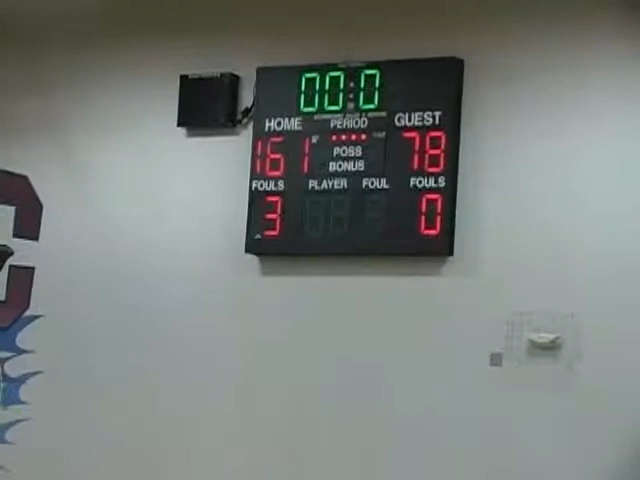 00:0
HOME
PERIOD
GUEST
161
78
POSS
BONUS
FOULS
PLAYER
FOUL
FOULS
3
0